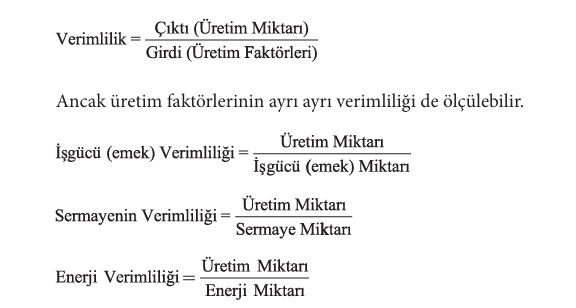 Verimlilik = Çıktı (Üretim Miktarı)
Girdi (Üretim Faktörleri)
Ancak üretim faktörlerinin ayrı ayrı verimliliği de ölçülebilir.
İşgücü (emek) Verimliliği = Üretim Miktarı
İşgücü (emek) Miktarı
Sermayenin Verimliliği = Üretim Miktarı
Sermaye Miktarı
Enerji Verimliliği = Üretim Miktarı
Enerji Miktarı